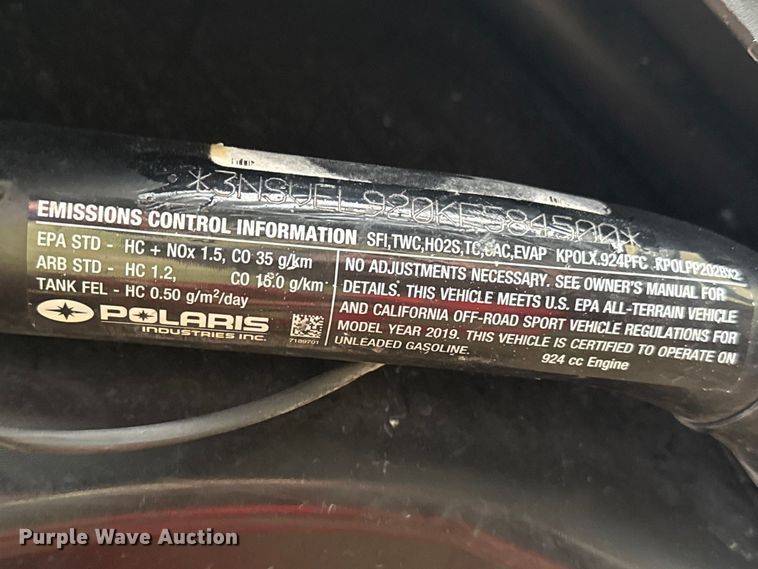 *3NSVFL920KF584500*
EMISSIONS CONTROL INFORMATION
SFI,TWC,HO2S,TC,CAC,EVAP KPOLX.924PFC KPOLPP202BX2
EPA STD - HC + NOx 1.5, CO 35 g/km
ARB STD - HC 1.2, CO 15.0 g/km
TANK FEL - HC 0.50 g/m²/day
POLARIS
INDUSTRIES INC.
7189701
NO ADJUSTMENTS NECESSARY. SEE OWNER'S MANUAL FOR
DETAILS. THIS VEHICLE MEETS U.S. EPA ALL-TERRAIN VEHICLE
AND CALIFORNIA OFF-ROAD SPORT VEHICLE REGULATIONS FOR
MODEL YEAR 2019. THIS VEHICLE IS CERTIFIED TO OPERATE ON
UNLEADED GASOLINE. 924 cc Engine
Purple Wave Auction®